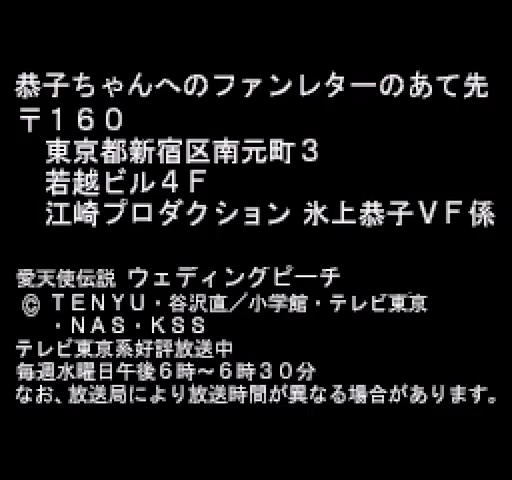 恭子ちゃんへのファンレターのあて先
〒１６０
東京都新宿区南元町３
若越ビル４Ｆ
江崎プロダクション 氷上恭子ＶＦ係
愛天使伝説 ウェディングピーチ
© ＴＥＮＹＵ・谷沢直／小学館・テレビ東京
・ＮＡＳ・ＫＳＳ
テレビ東京系好評放送中
毎週水曜日午後６時～６時３０分
なお、放送局により放送時間が異なる場合があります。